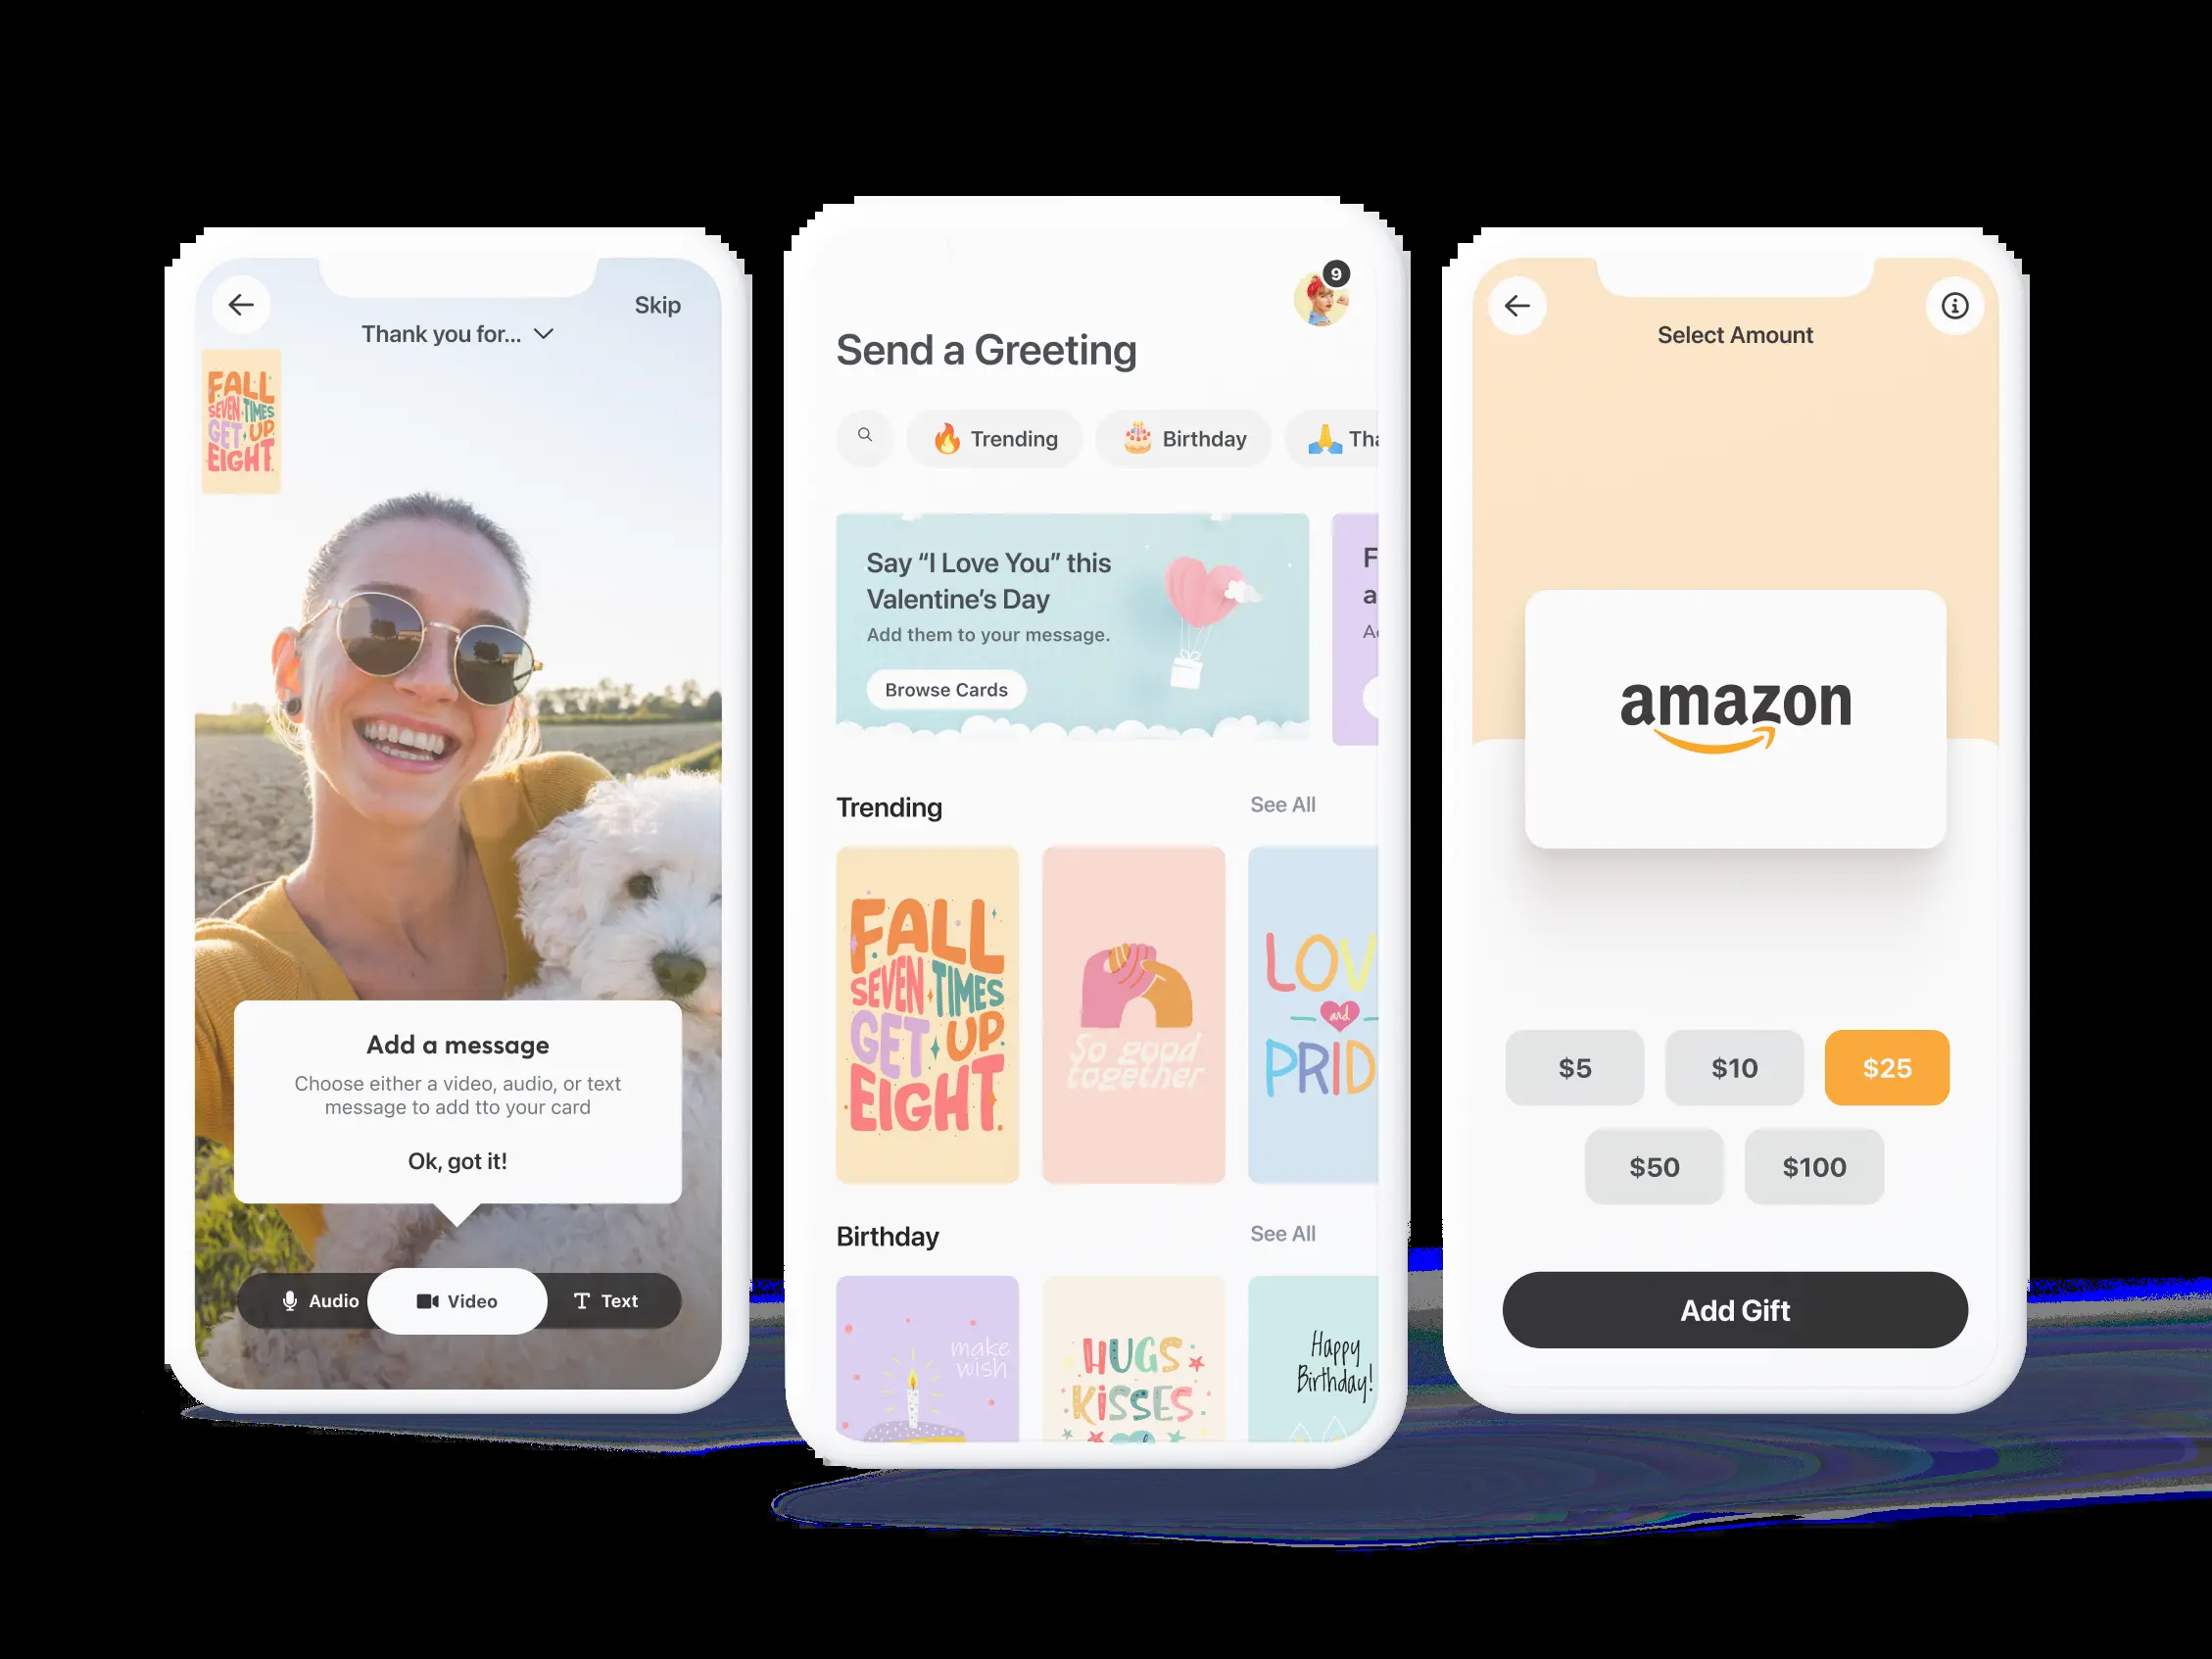 Skip
Thank you for...
FALL
SEVEN TIMES
GET UP
EIGHT
Add a message
Choose either a video, audio, or text
message to add tto your card
Ok, got it!
Audio
Video
Text
9
Send a Greeting
Trending
Birthday
Tha
Say “I Love You” this
Valentine’s Day
Add them to your message.
Browse Cards
F
a
Trending
See All
FALL
SEVEN TIMES
GET UP
EIGHT
So good
together
LOV
and
PRID
Birthday
See All
make
wish
HUGS
KISSES
Happy
Birthday!
Select Amount
amazon
$5
$10
$25
$50
$100
Add Gift